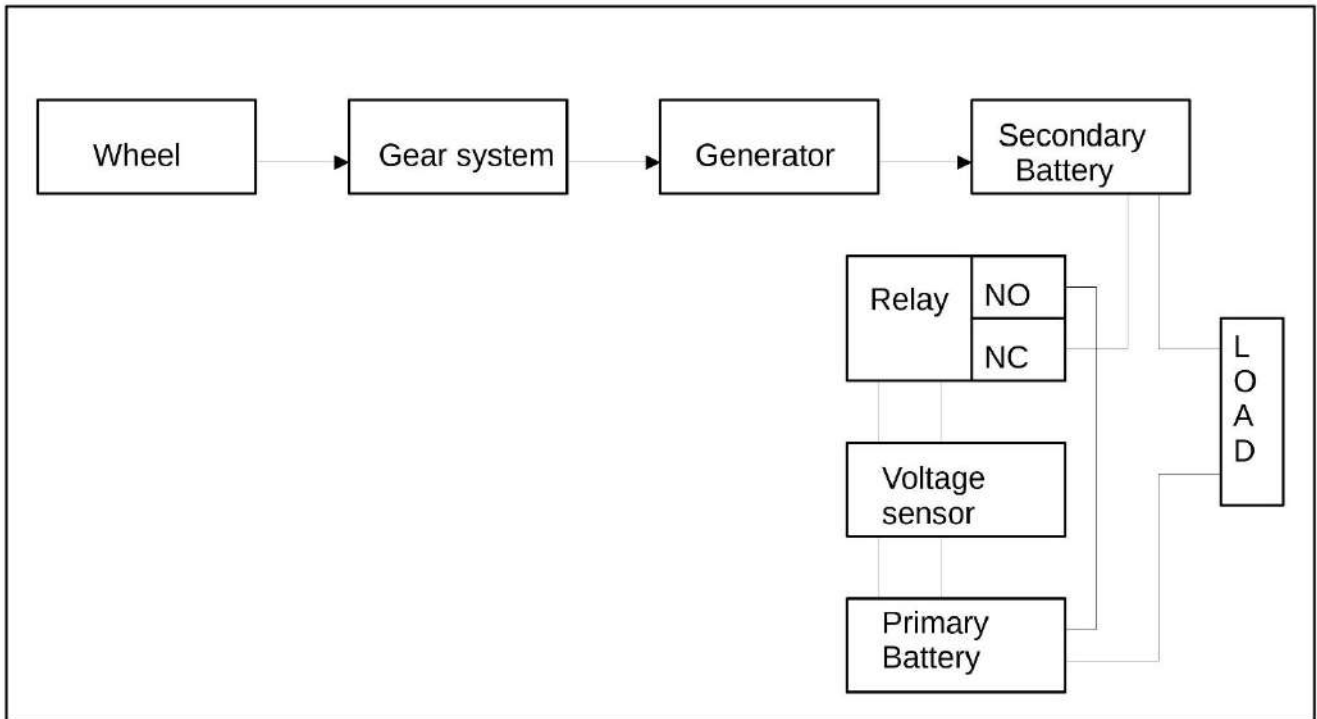 Wheel
Gear system
Generator
Secondary
Battery
Relay
NO
NC
L
O
A
D
Voltage
sensor
Primary
Battery